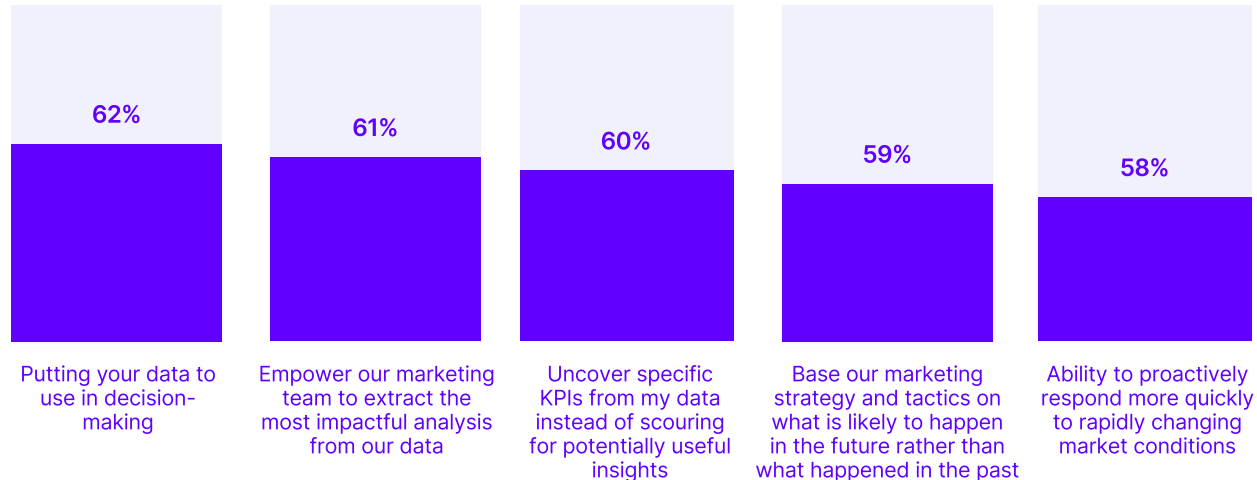 62%
61%
60%
59%
58%
Putting your data to
use in decision-
making
Empower our marketing
team to extract the
most impactful analysis
from our data
Uncover specific
KPIs from my data
instead of scouring
for potentially useful
insights
Base our marketing
strategy and tactics on
what is likely to happen
in the future rather than
what happened in the past
Ability to proactively
respond more quickly
to rapidly changing
market conditions